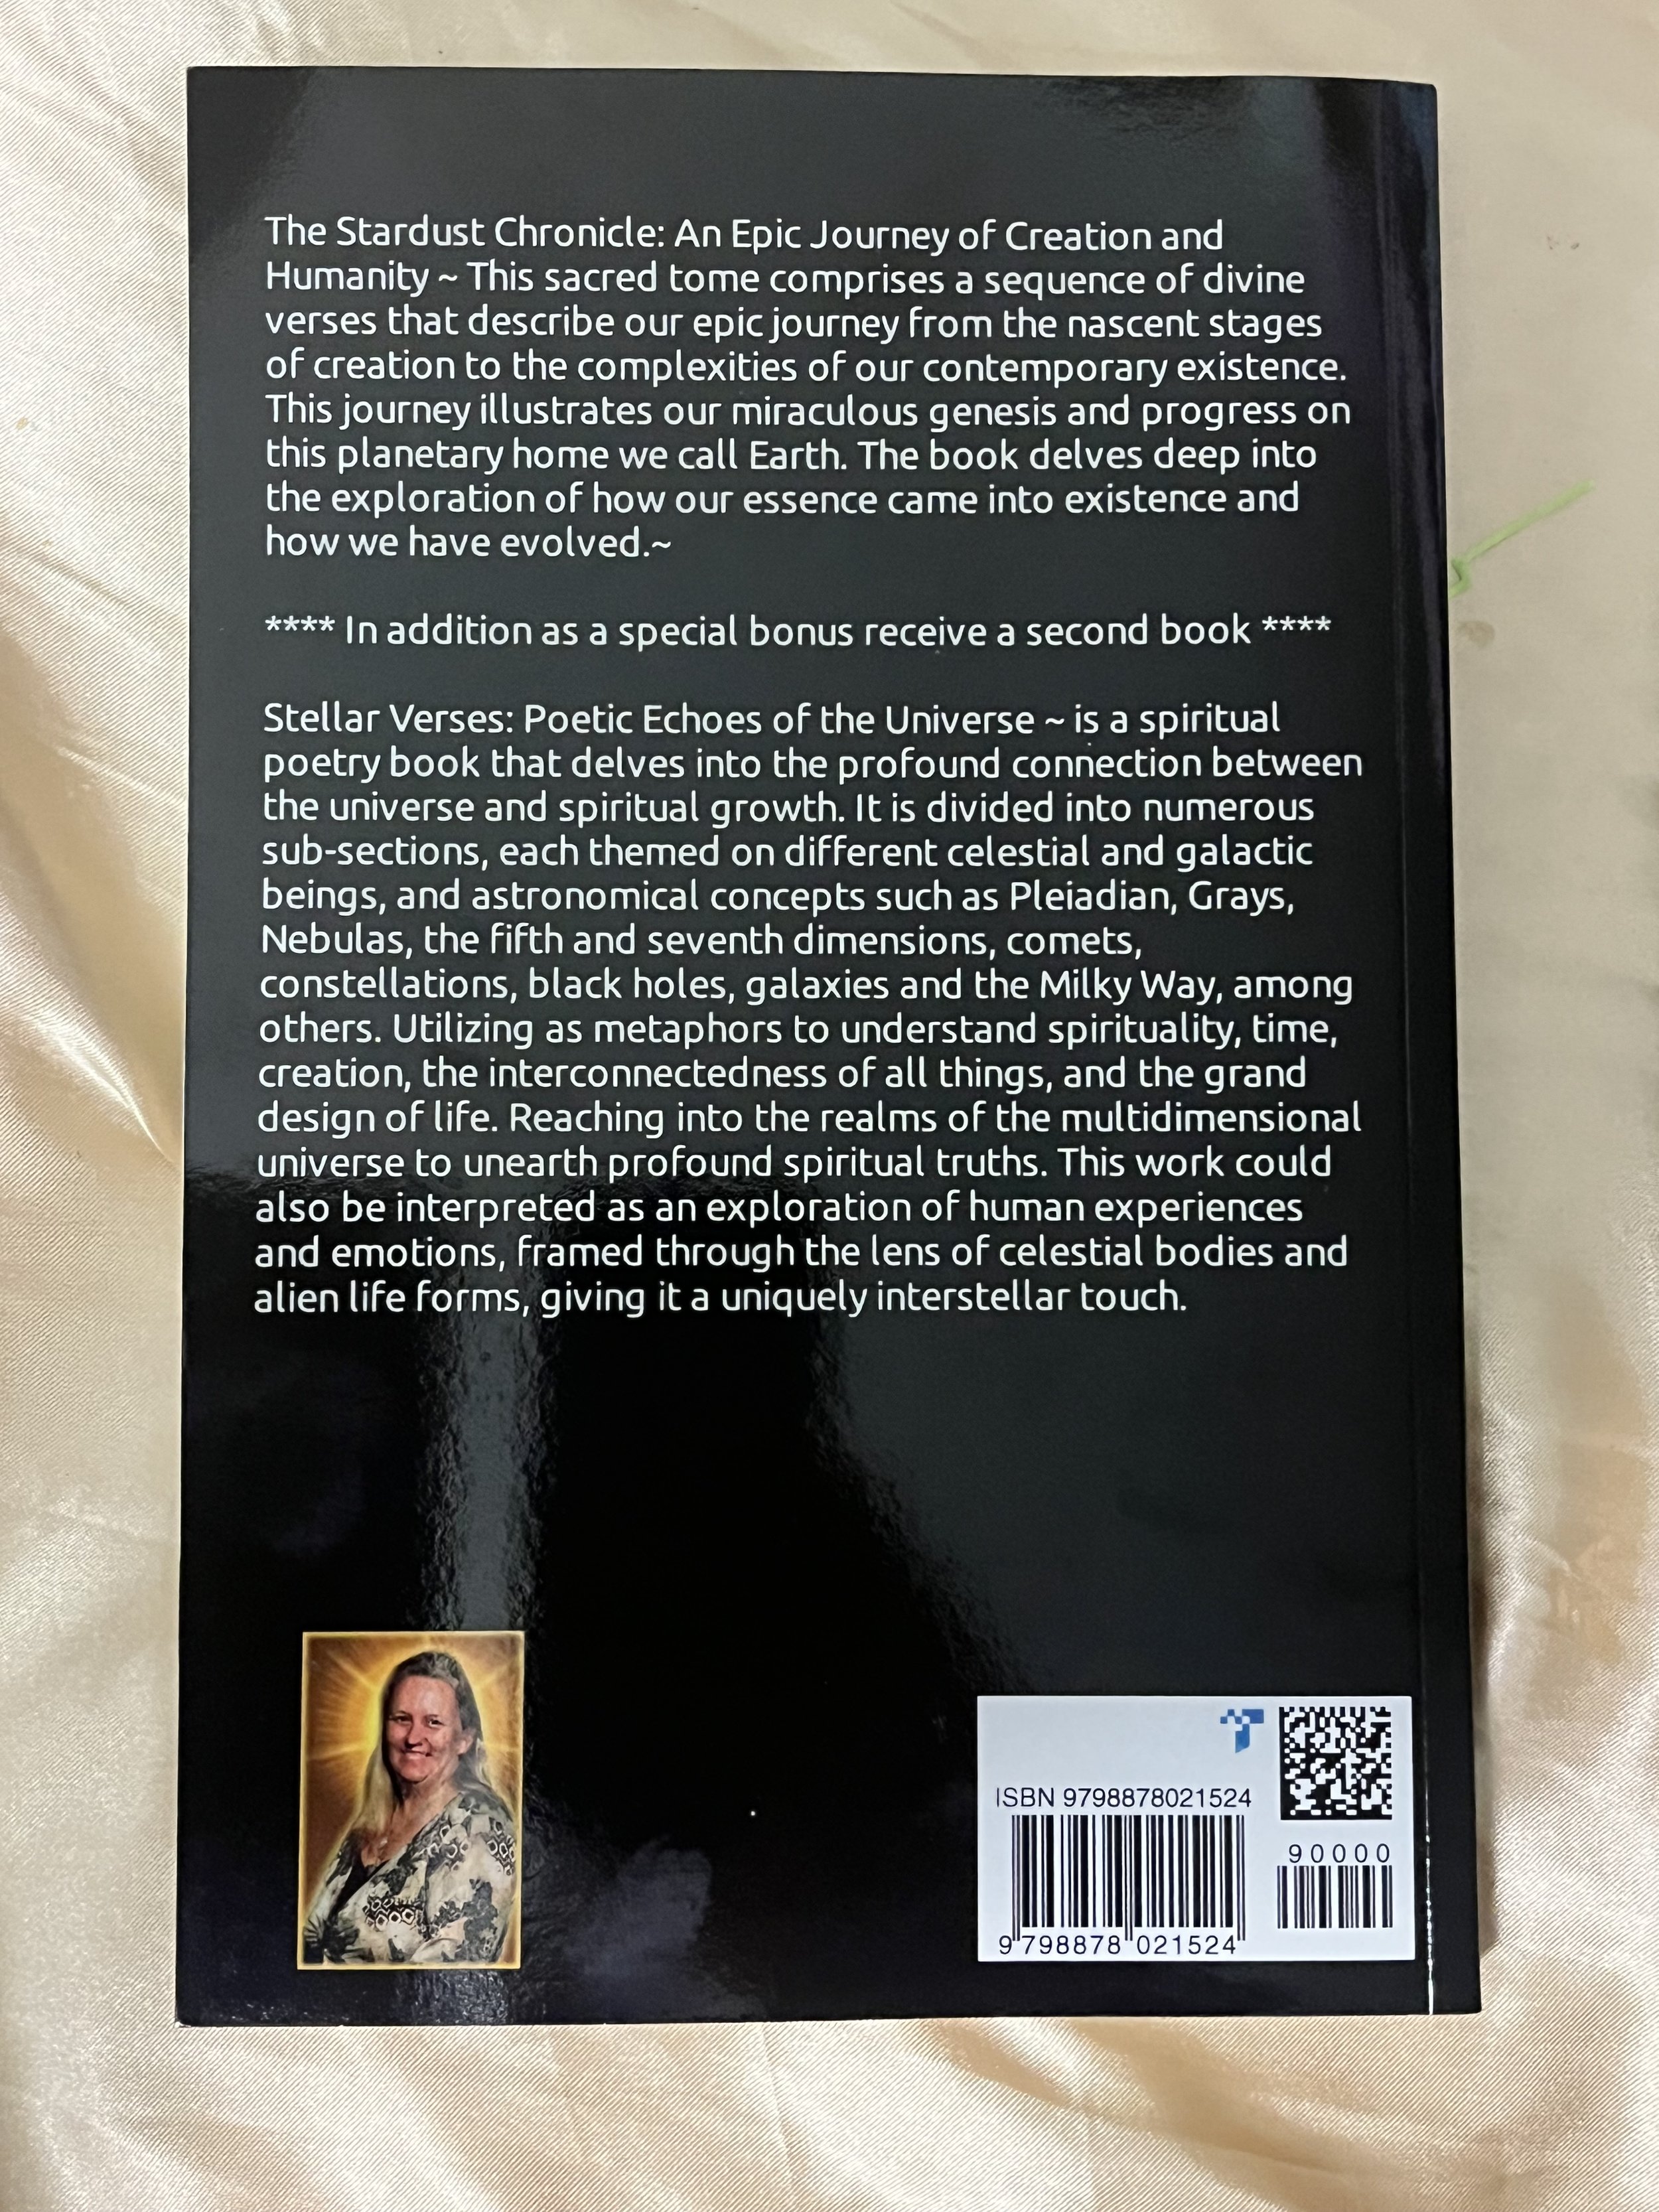 The Stardust Chronicle: An Epic Journey of Creation and
Humanity ~ This sacred tome comprises a sequence of divine
verses that describe our epic journey from the nascent stages
of creation to the complexities of our contemporary existence.
This journey illustrates our miraculous genesis and progress on
this planetary home we call Earth. The book delves deep into
the exploration of how our essence came into existence and
how we have evolved.~
**** In addition as a special bonus receive a second book ****
Stellar Verses: Poetic Echoes of the Universe ~ is a spiritual
poetry book that delves into the profound connection between
the universe and spiritual growth. It is divided into numerous
sub-sections, each themed on different celestial and galactic
beings, and astronomical concepts such as Pleiadian, Grays,
Nebulas, the fifth and seventh dimensions, comets,
constellations, black holes, galaxies and the Milky Way, among
others. Utilizing as metaphors to understand spirituality, time,
creation, the interconnectedness of all things, and the grand
design of life. Reaching into the realms of the multidimensional
universe to unearth profound spiritual truths. This work could
also be interpreted as an exploration of human experiences
and emotions, framed through the lens of celestial bodies and
alien life forms, giving it a uniquely interstellar touch.
ISBN 9798878021524
90000
9 798878 021524